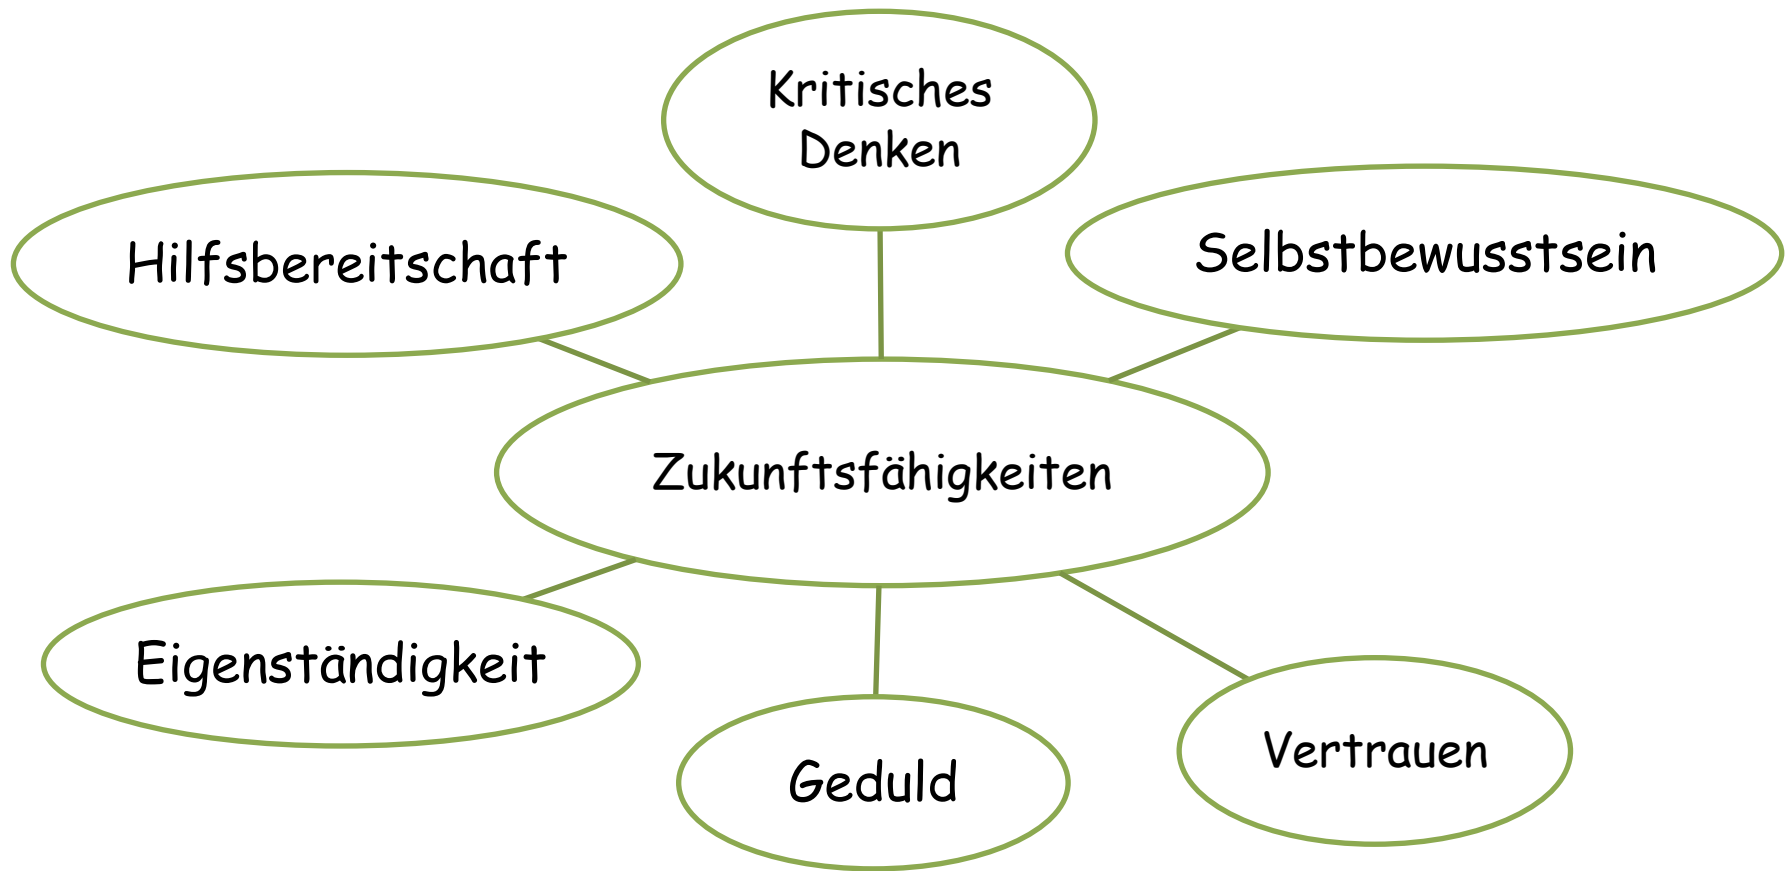 Kritisches
Denken
Hilfsbereitschaft
Selbstbewusstsein
Zukunftsfähigkeiten
Eigenständigkeit
Geduld
Vertrauen